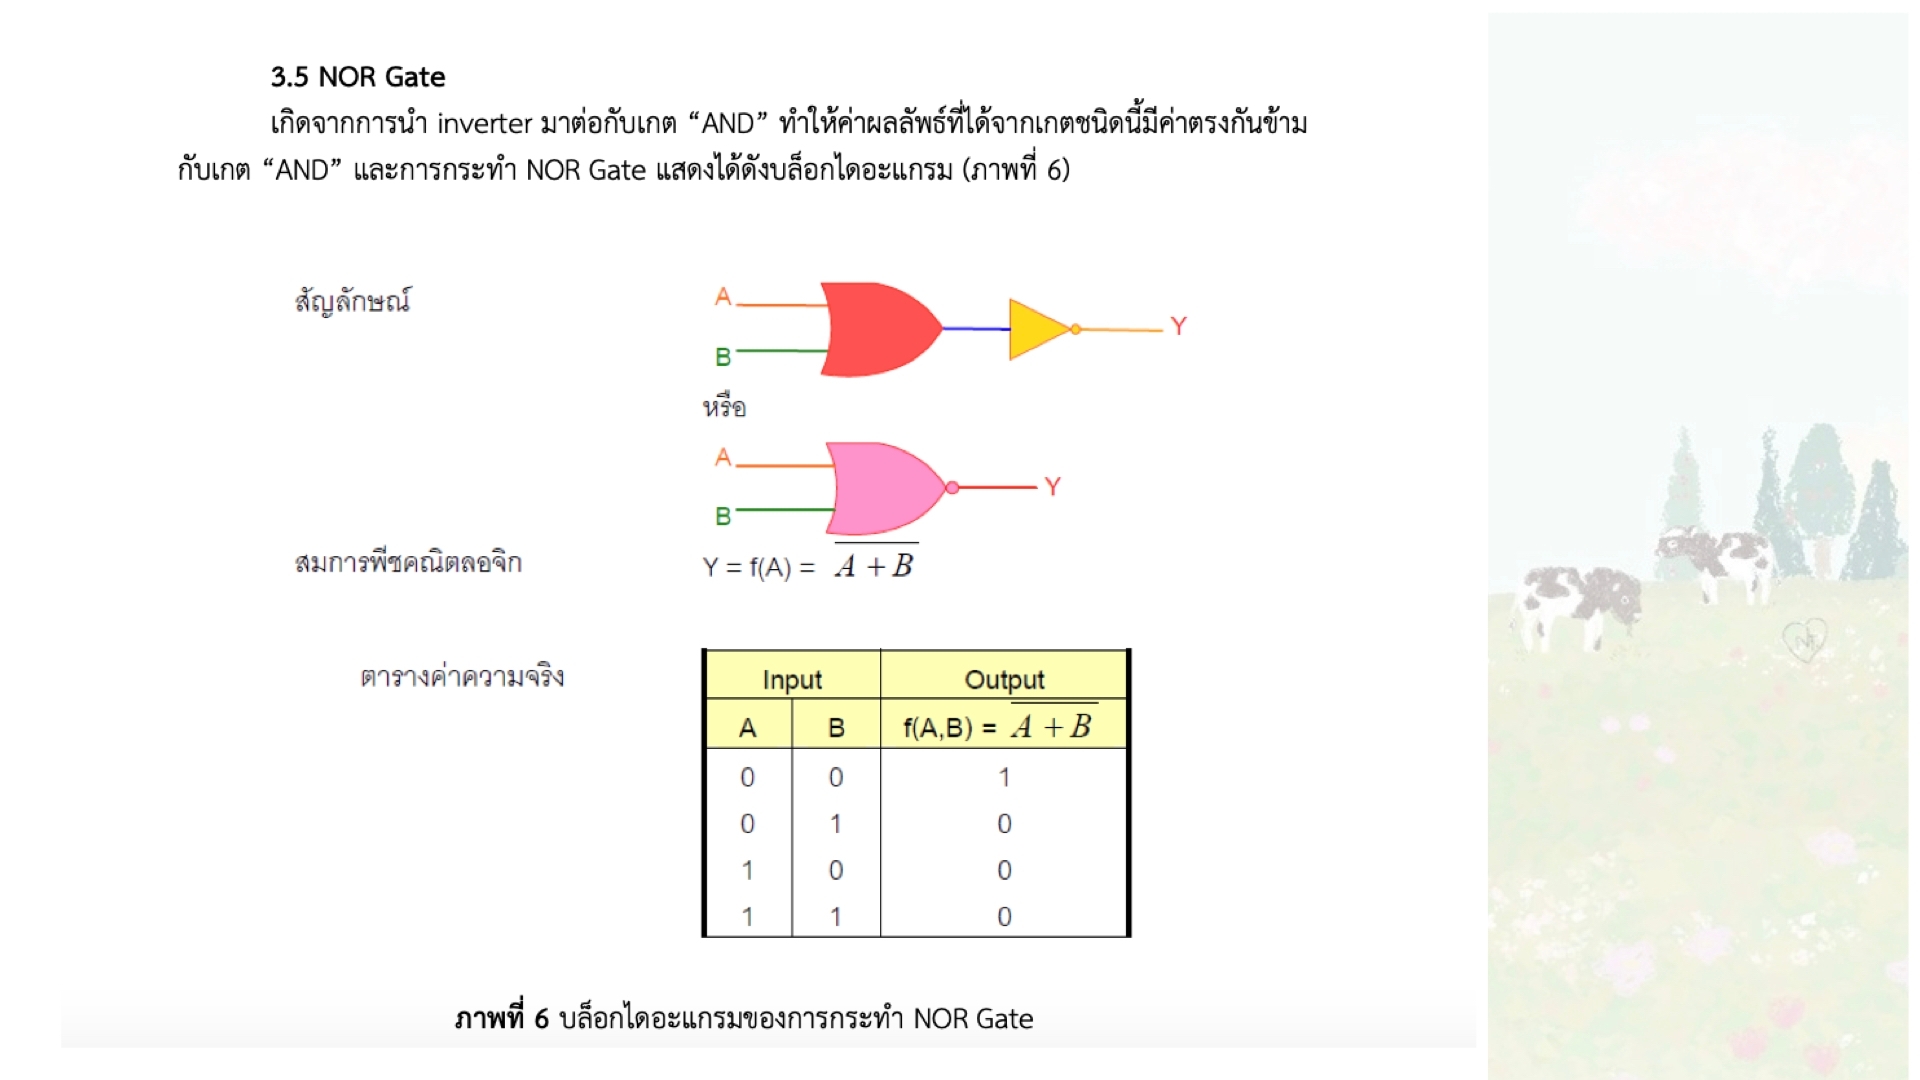 3.5 NOR Gate
เกิดจากการนำ inverter มาต่อกับเกต “AND” ทำให้ค่าผลลัพธ์ที่ได้จากเกตชนิดนี้มีค่าตรงกันข้าม
กับเกต “AND” และการกระทำ NOR Gate แสดงได้ดังบล็อกไดอะแกรม (ภาพที่ 6)
สัญลักษณ์
A
B
Y
หรือ
A
B
Y
สมการพีชคณิตลอจิก Y = f(A) = \overline{A + B}
ตารางค่าความจริง
Input Output
A B f(A,B) = \overline{A + B}
0 0 1
0 1 0
1 0 0
1 1 0
ภาพที่ 6 บล็อกไดอะแกรมของการกระทำ NOR Gate